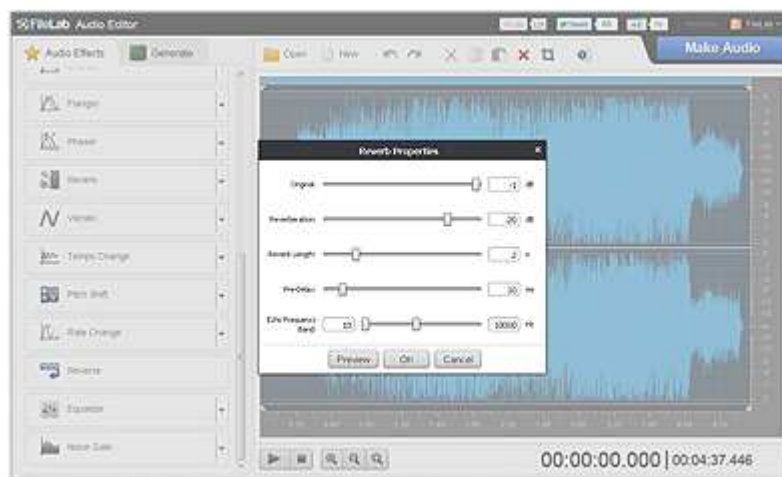 FileLab Audio Editor
Audio Effects Generate Open New Make Audio
Flanger
Phaser
Reverb
Vibrato
Tempo Change
Pitch Shift
Rate Change
Reverse
Equalizer
Noise Gate
Reverb Properties
Original -1 dB
Reverberation -20 dB
Reverb Length 2 s
Pre-Delay 30 ms
Echo Frequency 10 10000 Hz
Band
Preview OK Cancel
00:00:00.000 | 00:04:37.446